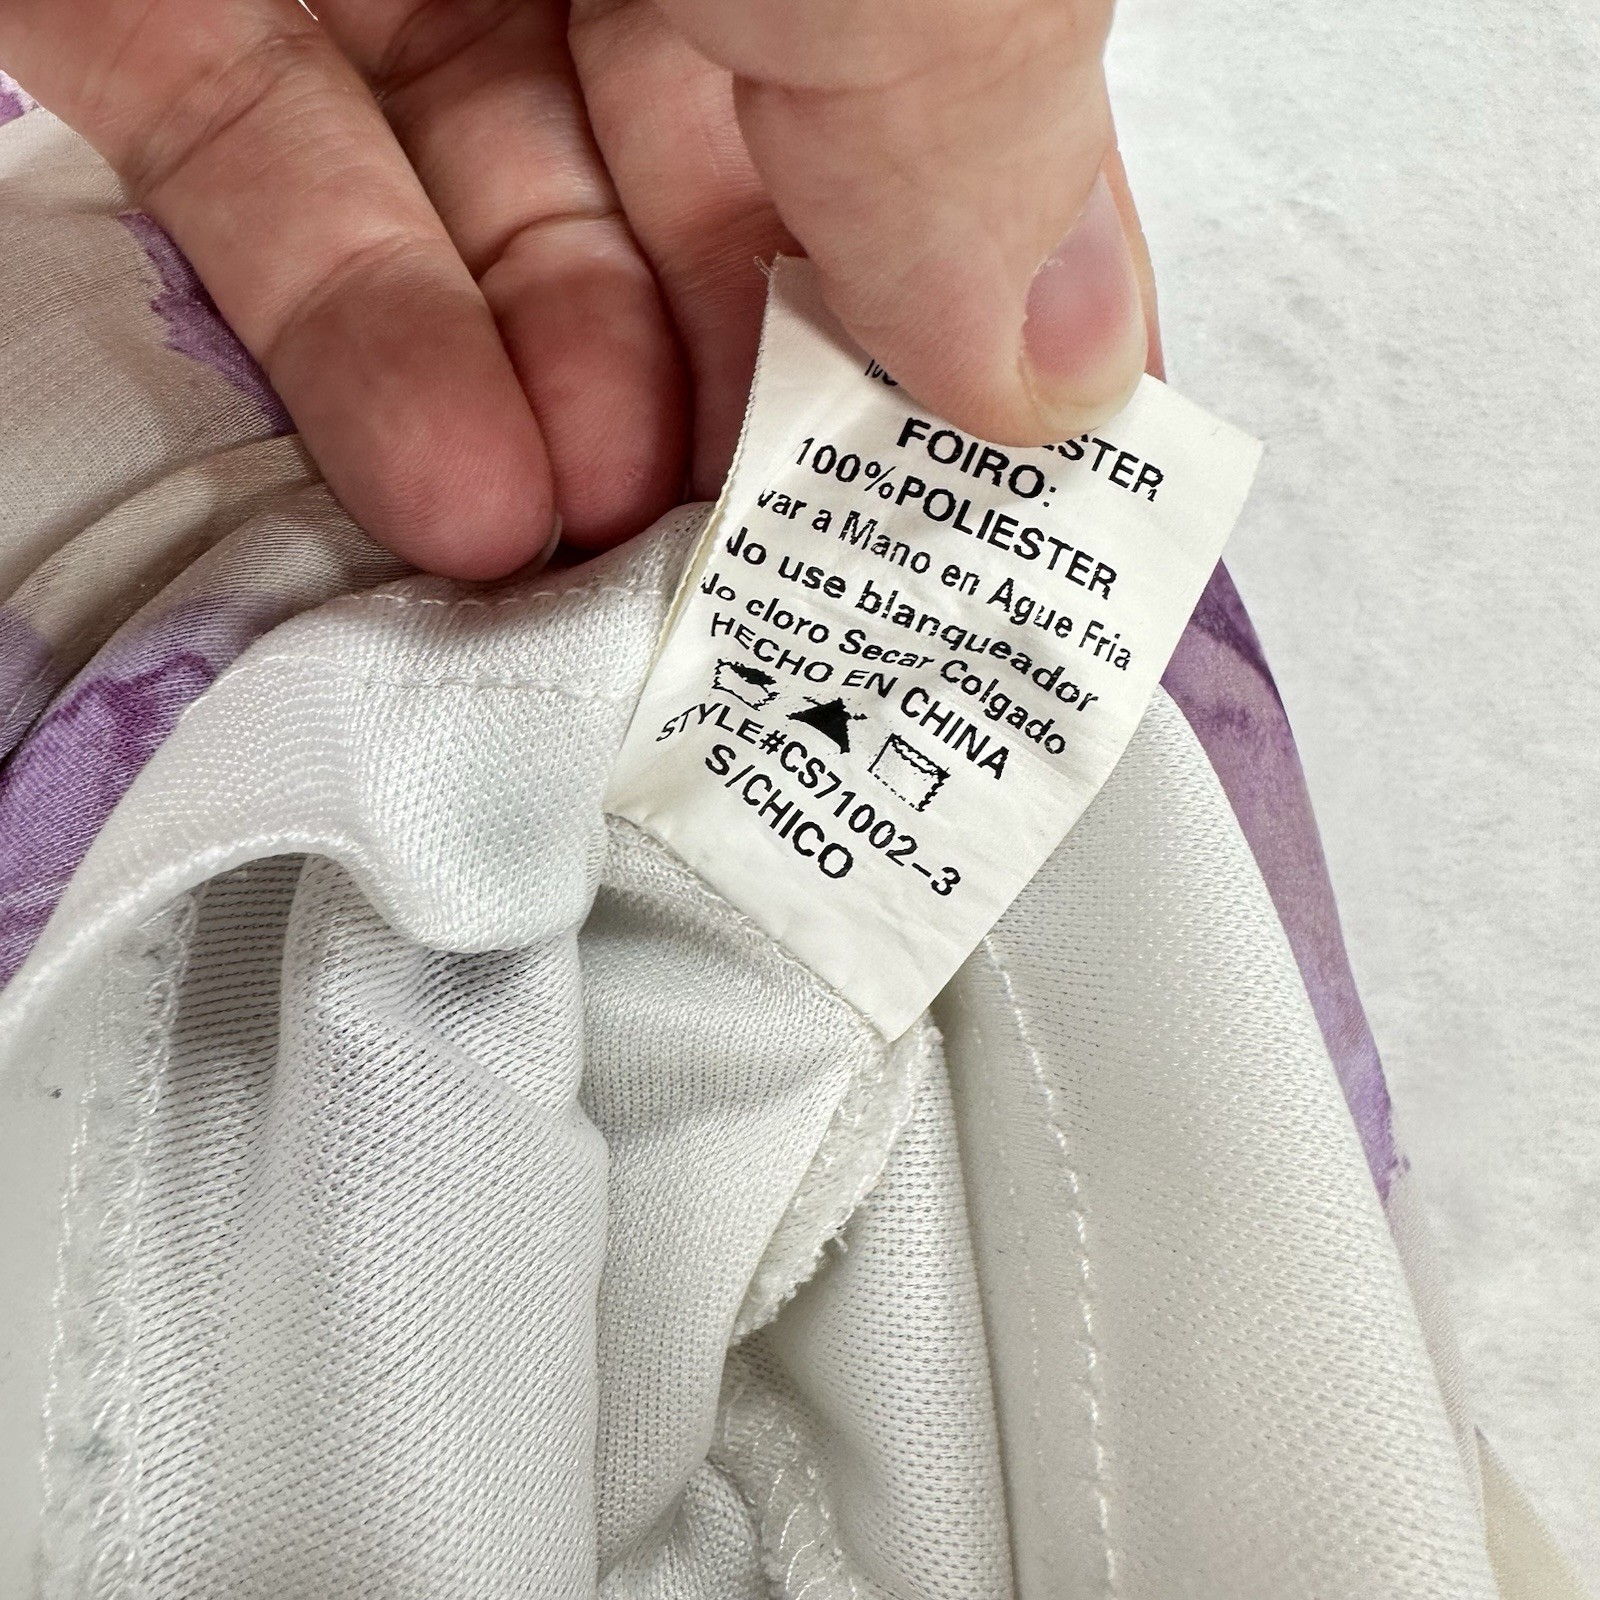 FOIRO:
100%POLIESTER
var a Mano en Ague Fria
No use blanqueador
No cloro Secar Colgado
HECHO EN CHINA
STYLE#CS71002-3
S/CHICO